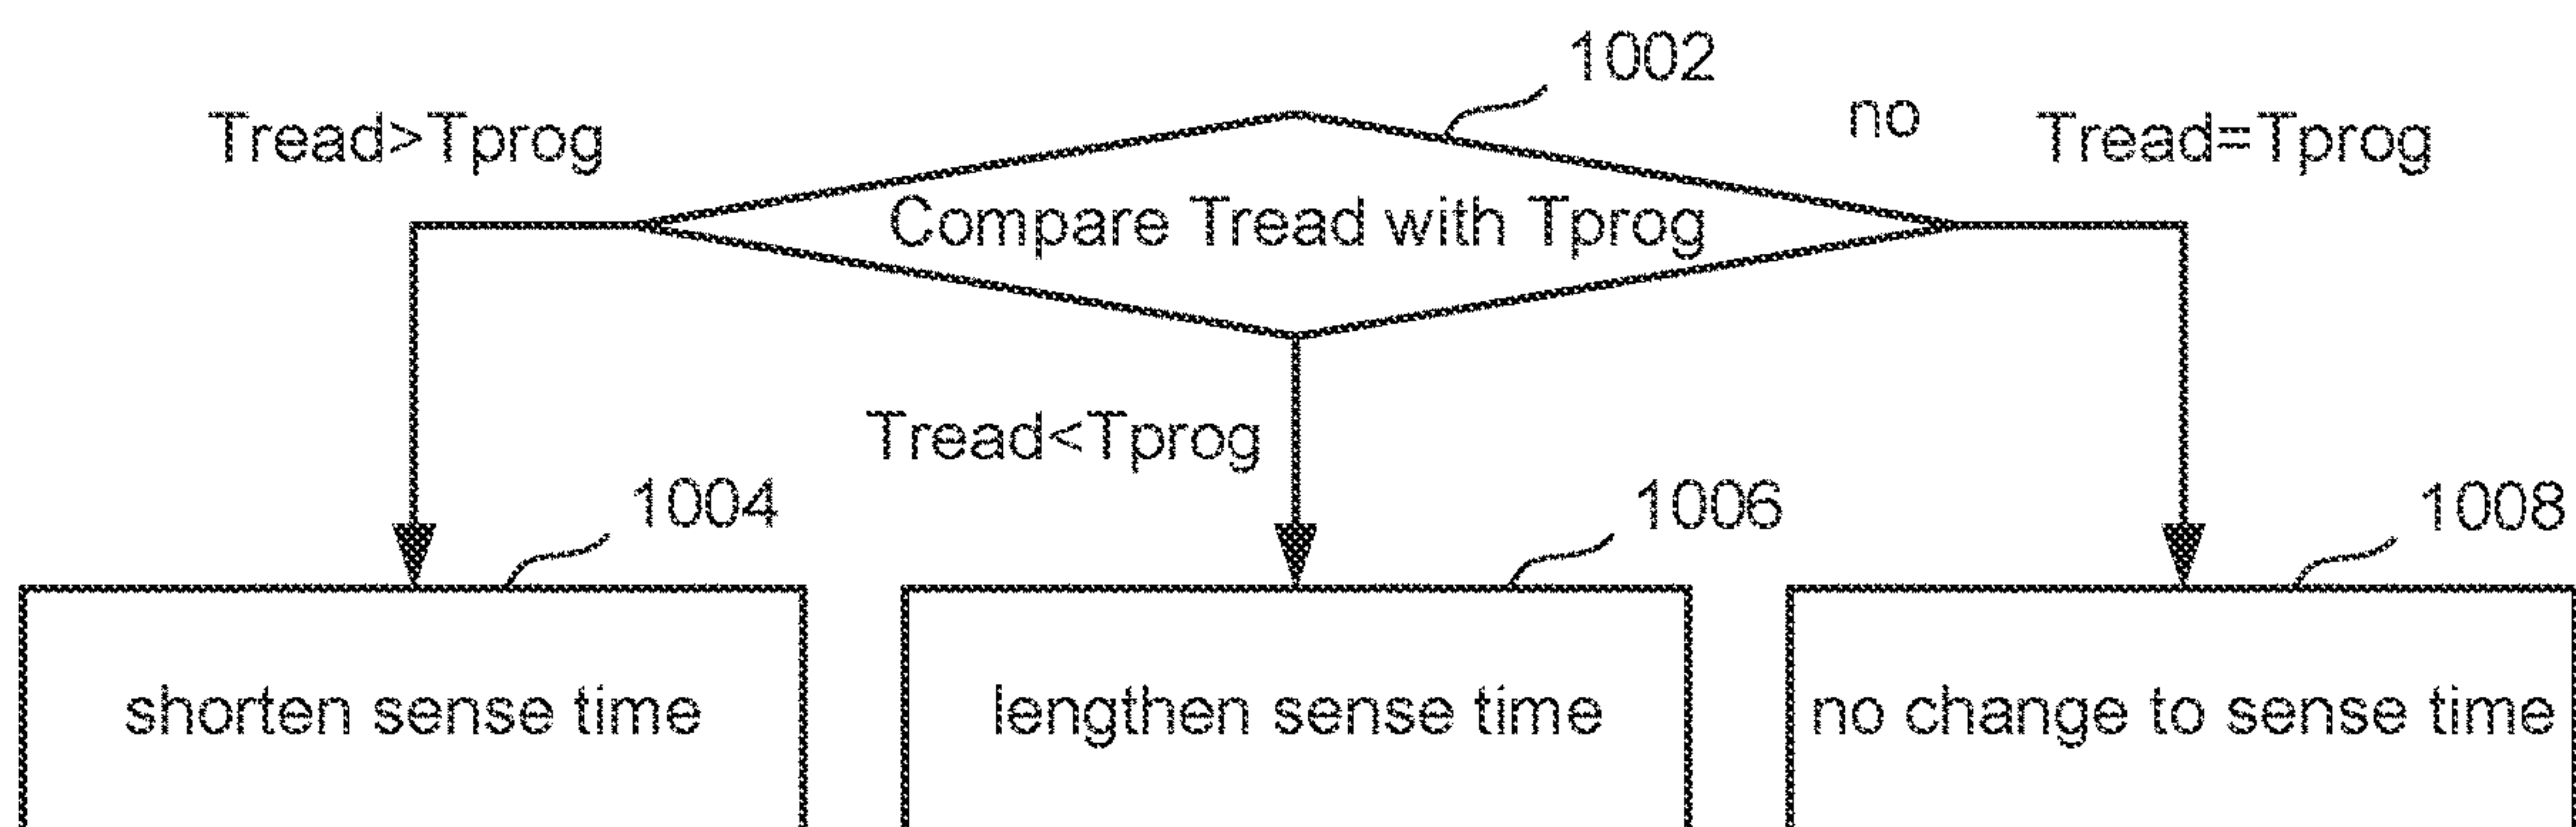 1002
Tread>Tprog
no
Tread=Tprog
Compare Tread with Tprog
Tread<Tprog
1004
1006
1008
shorten sense time
lengthen sense time
no change to sense time